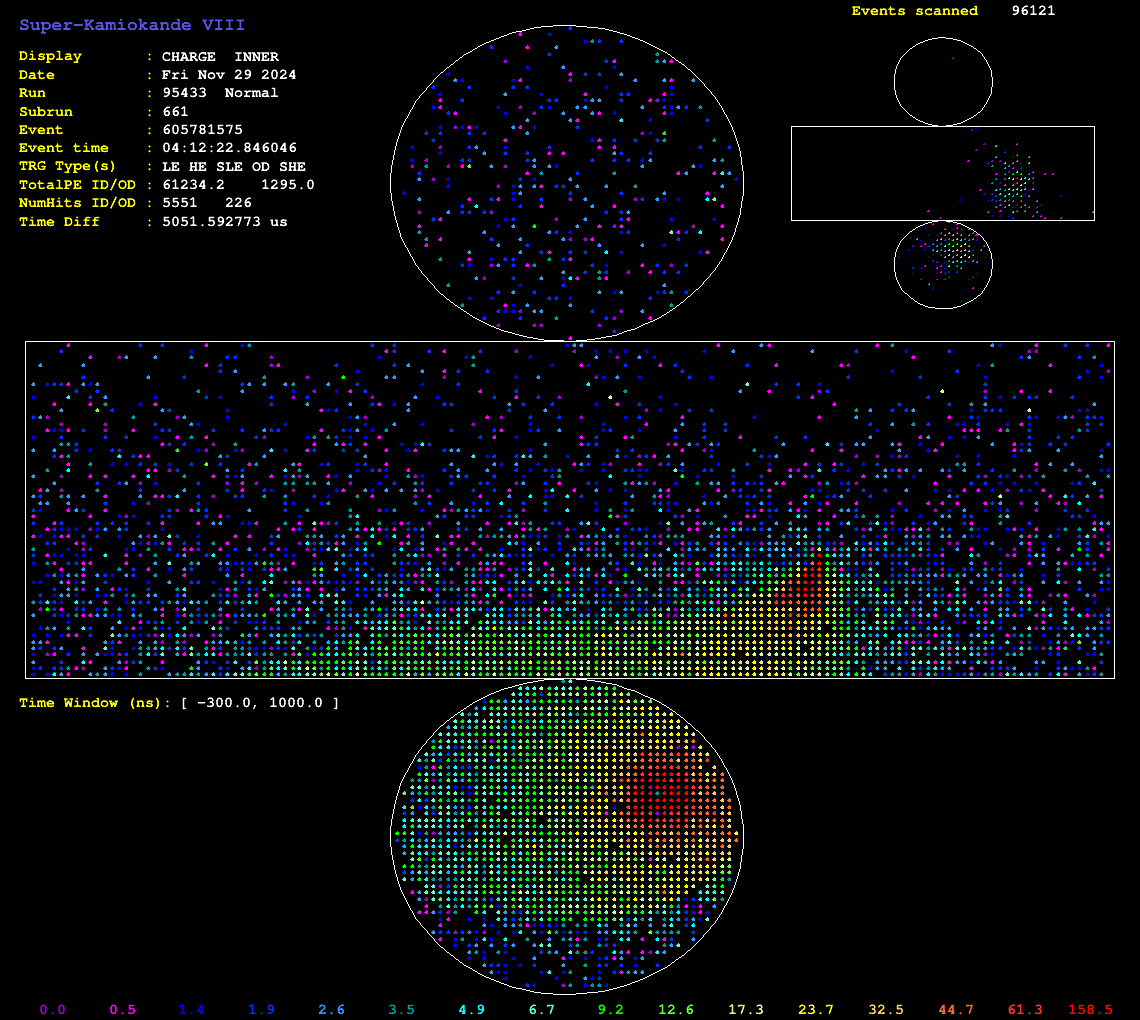 Super-Kamiokande VIII
Events scanned 96121
Display : CHARGE INNER
Date : Fri Nov 29 2024
Run : 95433 Normal
Subrun : 661
Event : 605781575
Event time : 04:12:22.846046
TRG Type(s) : LE HE SLE OD SHE
TotalPE ID/OD : 61234.2 1295.0
NumHits ID/OD : 5551 226
Time Diff : 5051.592773 us
Time Window (ns): [ -300.0, 1000.0 ]
0.0 0.5 1.4 1.9 2.6 3.5 4.9 6.7 9.2 12.6 17.3 23.7 32.5 44.7 61.3 158.5